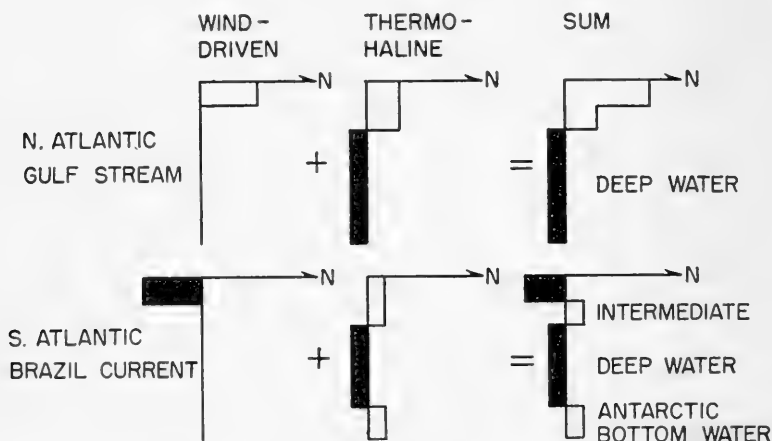 WIND-
DRIVEN
THERMO-
HALINE
SUM
N
N
N
N. ATLANTIC
GULF STREAM
+
=
DEEP WATER
N
N
N
S. ATLANTIC
BRAZIL CURRENT
+
=
INTERMEDIATE
DEEP WATER
ANTARCTIC
BOTTOM WATER